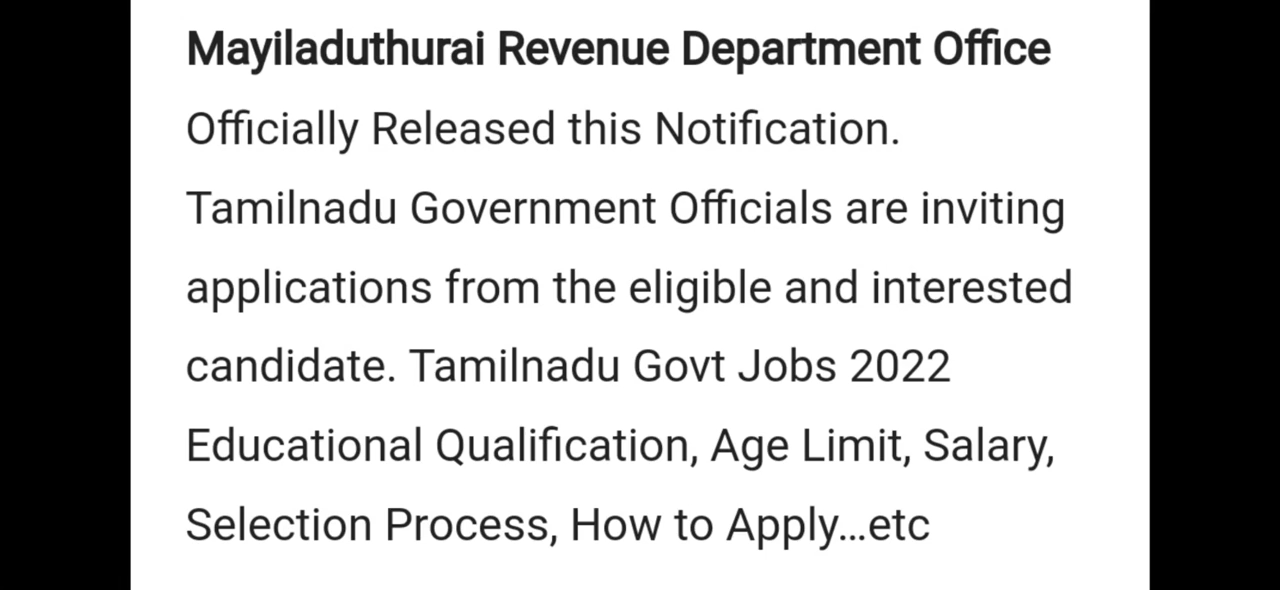 Mayiladuthurai Revenue Department Office
Officially Released this Notification.
Tamilnadu Government Officials are inviting
applications from the eligible and interested
candidate. Tamilnadu Govt Jobs 2022
Educational Qualification, Age Limit, Salary,
Selection Process, How to Apply…etc